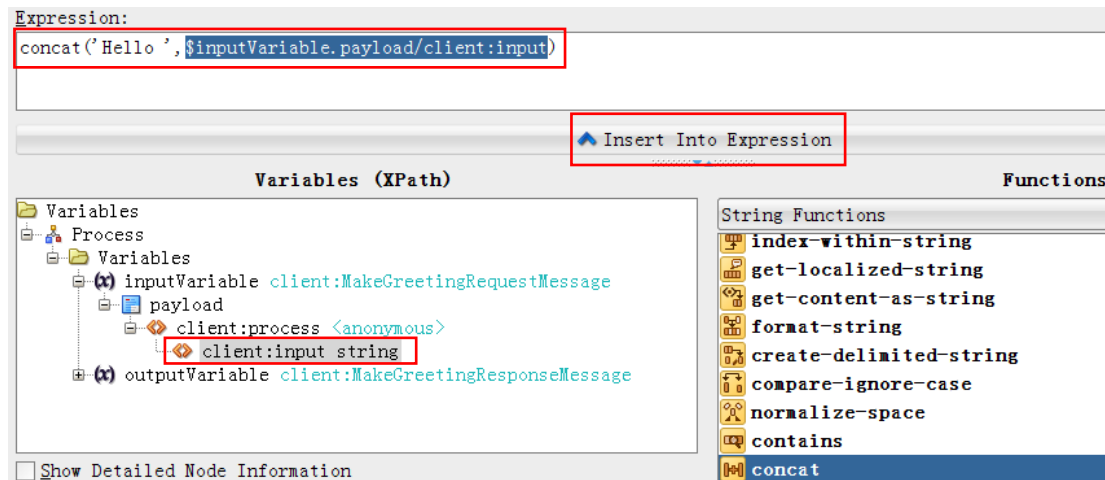 Expression:
concat('Hello ',$inputVariable.payload/client:input)
Insert Into Expression
Variables (XPath)
Variables
Process
Variables
inputVariable client:MakeGreetingRequestMessage
payload
client:process <anonymous>
client:input string
outputVariable client:MakeGreetingResponseMessage
Show Detailed Node Information
Functions
String Functions
index-within-string
get-localized-string
get-content-as-string
format-string
create-delimited-string
compare-ignore-case
normalize-space
contains
concat